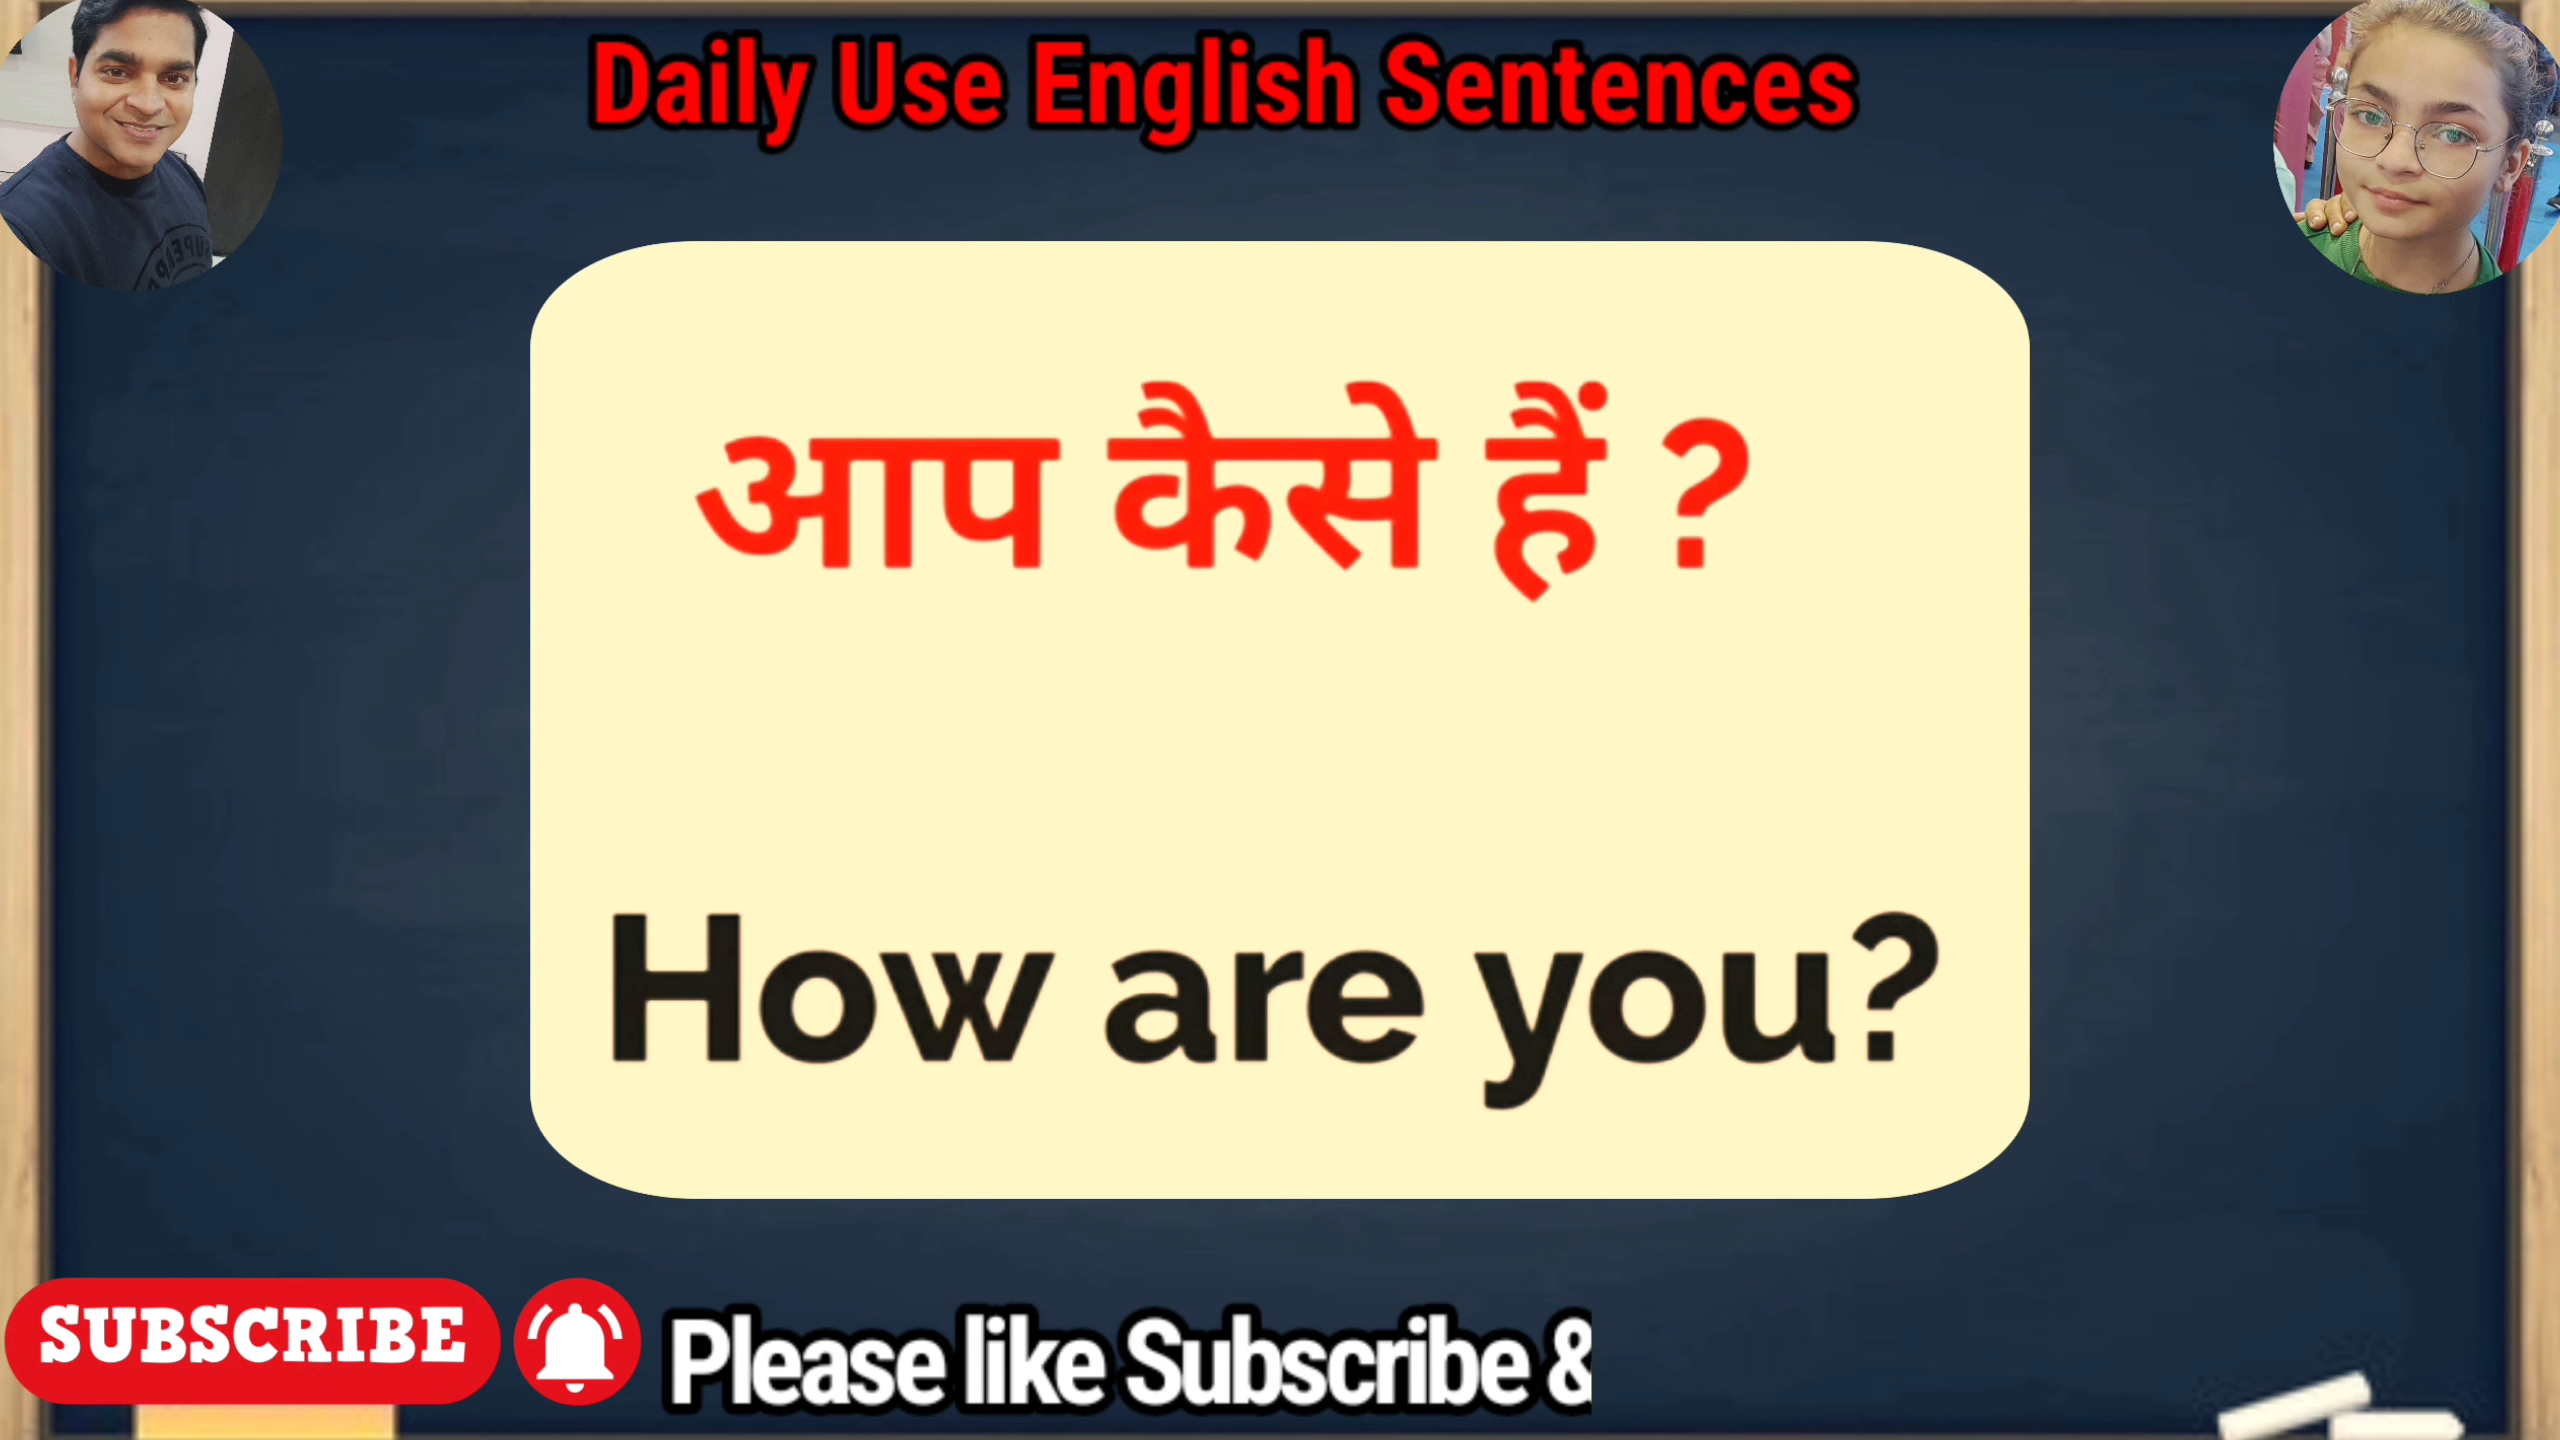 Daily Use English Sentences
आप कैसे हैं ?
How are you?
SUBSCRIBE
Please like Subscribe &